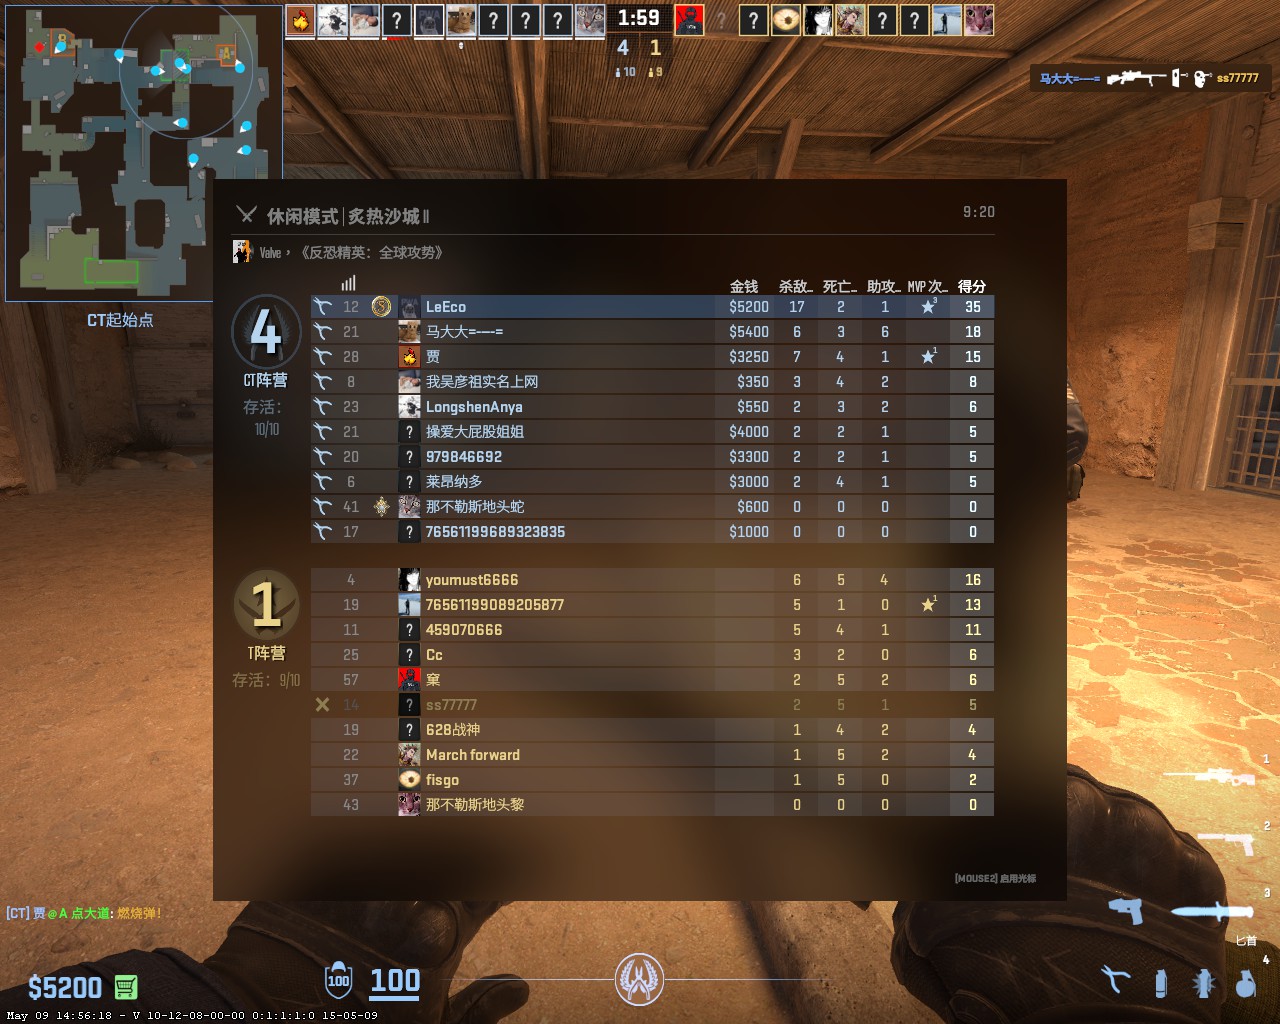 B
A
CT起始点
? ? ? ?
1:59
4 1
10 9
? ? ? ?
马大大=---= ss77777
休闲模式 | 炙热沙城 II
9:20
Valve，《反恐精英：全球攻势》
金钱 杀敌... 死亡... 助攻... MVP 次... 得分
4
CT阵营
存活：
10/10
12 LeEco $5200 17 2 1 3 35
21 马大大=---= $5400 6 3 6 18
28 贾 $3250 7 4 1 1 15
8 我吴彦祖实名上网 $350 3 4 2 8
23 LongshenAnya $550 2 3 2 6
21 ? 操爱大屁股姐姐 $4000 2 2 1 5
20 ? 979846692 $3300 2 2 1 5
6 ? 莱昂纳多 $3000 2 4 1 5
41 那不勒斯地头蛇 $600 0 0 0 0
17 ? 76561199689323835 $1000 0 0 0 0
1
T阵营
存活：9/10
4 youmust6666 6 5 4 16
19 76561199089205877 5 1 0 1 13
11 ? 459070666 5 4 1 11
25 ? Cc 3 2 0 6
57 窠 2 5 2 6
14 ? ss77777 2 5 1 5
19 ? 628战神 1 4 2 4
22 March forward 1 5 2 4
37 fisgo 1 5 0 2
43 那不勒斯地头黎 0 0 0 0
[MOUSE2] 启用光标
1
2
3
匕首
4
[CT] 贾@A 点大道: 燃烧弹!
$5200
100
100
May 09 14:56:18 - V 10-12-08-00-00 0:1:1:1:0 15-05-09